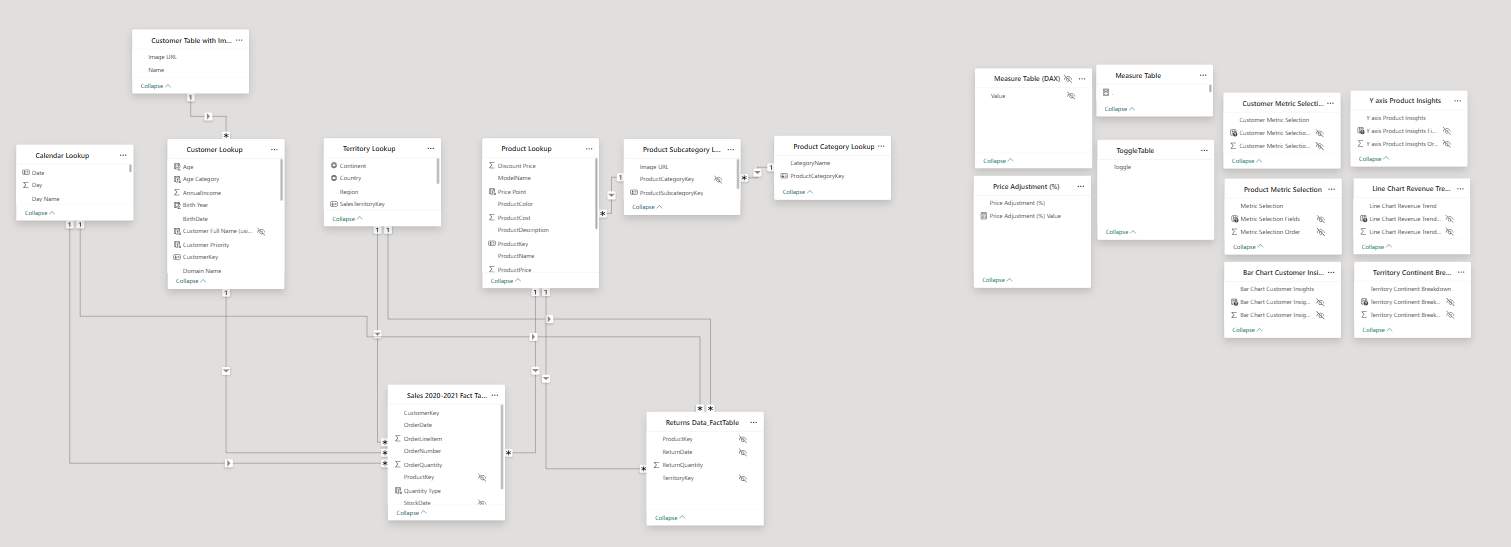 Customer Table with Im...
Image URL
Name
Collapse
1
*
Calendar Lookup
Date
Day
Day Name
Collapse
1 1
Customer Lookup
Age
Age Category
AnnualIncome
Birth Year
BirthDate
Customer Full Name (usi...
Customer Priority
CustomerKey
Domain Name
Collapse
1
Territory Lookup
Continent
Country
Region
SalesTerritoryKey
Collapse
1 1
Product Lookup
Discount Price
ModelName
Price Point
ProductColor
ProductCost
ProductDescription
ProductKey
ProductName
ProductPrice
Collapse
1 1
*
1
Product Subcategory L...
Image URL
ProductCategoryKey
ProductSubcategoryKey
Collapse
*
1
Product Category Lookup
CategoryName
ProductCategoryKey
Collapse
Sales 2020-2021 Fact Ta...
CustomerKey
OrderDate
OrderLineItem
OrderNumber
OrderQuantity
ProductKey
Quantity Type
StockDate
Collapse
*
*
*
*
Returns Data_FactTable
ProductKey
ReturnDate
ReturnQuantity
TerritoryKey
Collapse
* *
*
Measure Table (DAX)
Value
Collapse
Measure Table
.
Collapse
Price Adjustment (%)
Price Adjustment (%)
Price Adjustment (%) Value
Collapse
ToggleTable
Toggle
Collapse
Customer Metric Selecti...
Customer Metric Selection
Customer Metric Selectio...
Customer Metric Selectio...
Collapse
Y axis Product Insights
Y axis Product Insights
Y axis Product Insights Fi...
Y axis Product Insights Or...
Collapse
Product Metric Selection
Metric Selection
Metric Selection Fields
Metric Selection Order
Collapse
Line Chart Revenue Tre...
Line Chart Revenue Trend
Line Chart Revenue Trend...
Line Chart Revenue Trend...
Collapse
Bar Chart Customer Insi...
Bar Chart Customer Insights
Bar Chart Customer Insig...
Bar Chart Customer Insig...
Collapse
Territory Continent Bre...
Territory Continent Breakdown
Territory Continent Break...
Territory Continent Break...
Collapse